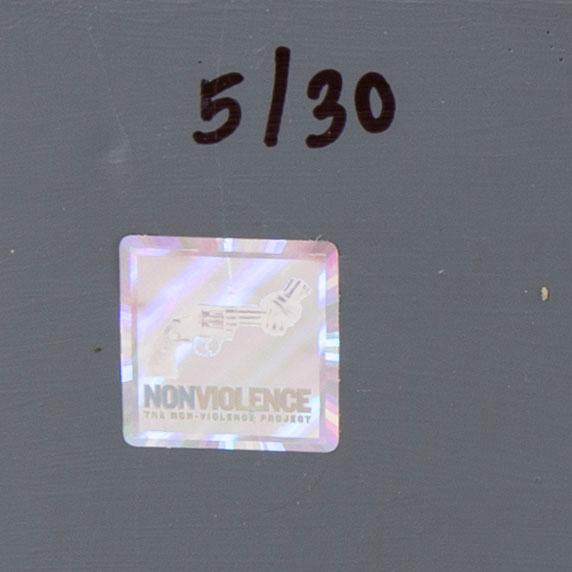 5/30
NONVIOLENCE
THE NON-VIOLENCE PROJECT